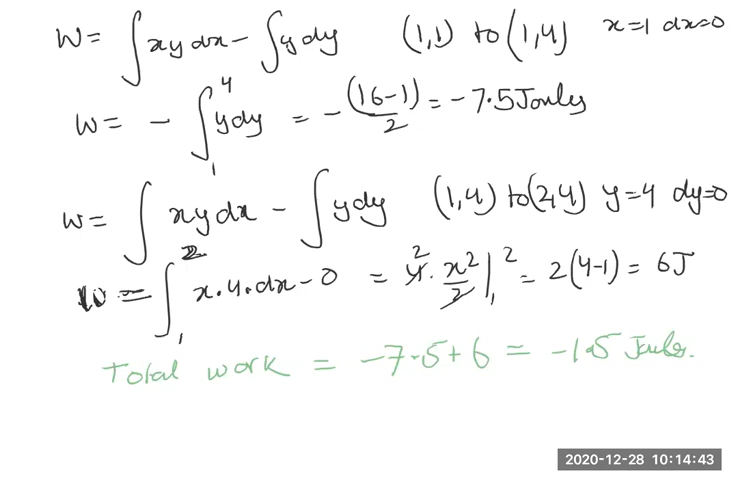 W = ∫xy dx − ∫y dy (1,1) to (1,4) x=1 dx=0
W = − ∫₁⁴ y dy = −(16−1)/2 = −7.5 Joules
W = ∫ xy dx − ∫ y dy (1,4) to (2,4) y=4 dy=0
W = ∫₁² x.4.dx − 0 = 4. x²/2 |₁² = 2(4−1) = 6J
Total work = −7.5 + 6 = −1.5 Joules.
2020-12-28 10:14:43